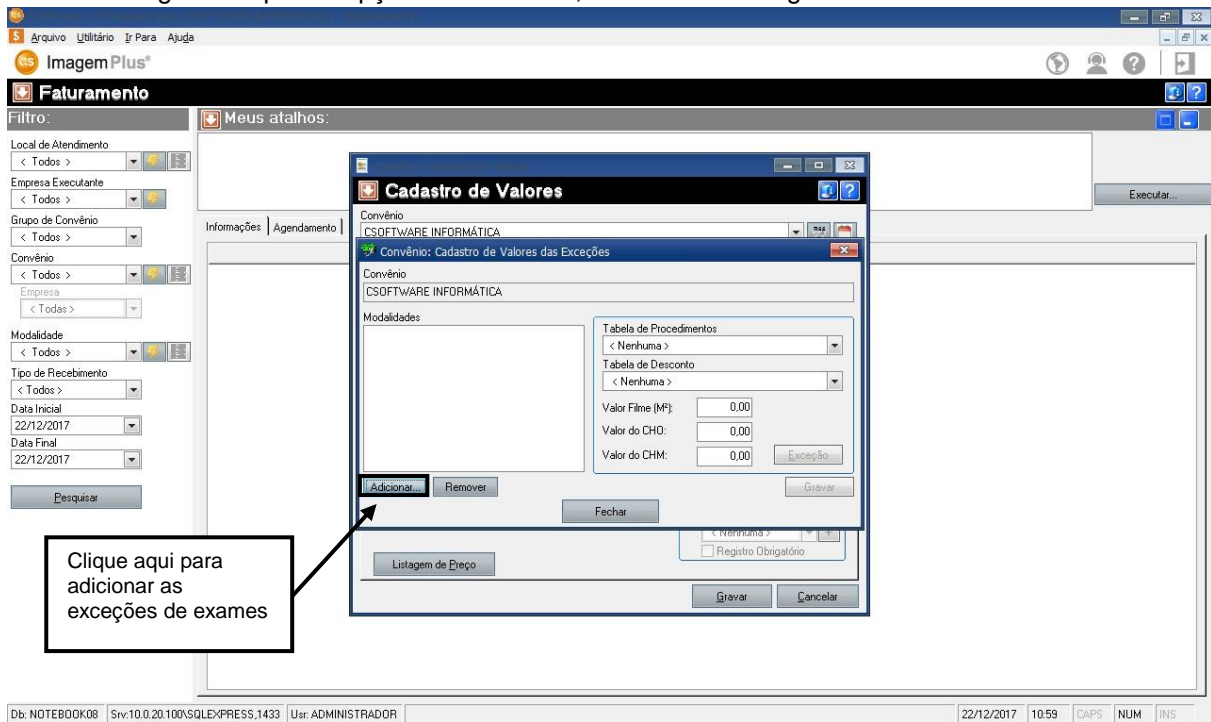 Arquivo Utilitário Ir Para Ajuda
ImagemPlus®
Faturamento
Filtro:
Meus atalhos:
Local de Atendimento
< Todos >
Empresa Executante
< Todos >
Grupo de Convênio
< Todos >
Convênio
< Todos >
Empresa
< Todas >
Modalidade
< Todos >
Tipo de Recebimento
< Todos >
Data Inicial
22/12/2017
Data Final
22/12/2017
Pesquisar
Executar...
Informações Agendamento
Cadastro de Valores
Convênio
CSOFTWARE INFORMÁTICA
Convênio: Cadastro de Valores das Exceções
Convênio
CSOFTWARE INFORMÁTICA
Modalidades
Tabela de Procedimentos
< Nenhuma >
Tabela de Desconto
< Nenhuma >
Valor Filme (M²): 0,00
Valor do CHO: 0,00
Valor do CHM: 0,00
Exceção
Adicionar... Remover Gravar
Fechar
< Nenhuma >
Registro Obrigatório
Listagem de Preço
Gravar Cancelar
Clique aqui para
adicionar as
exceções de exames
Db: NOTEBOOK08 Srv:10.0.20.100\SQLEXPRESS,1433 Usr: ADMINISTRADOR 22/12/2017 10:59 CAPS NUM INS